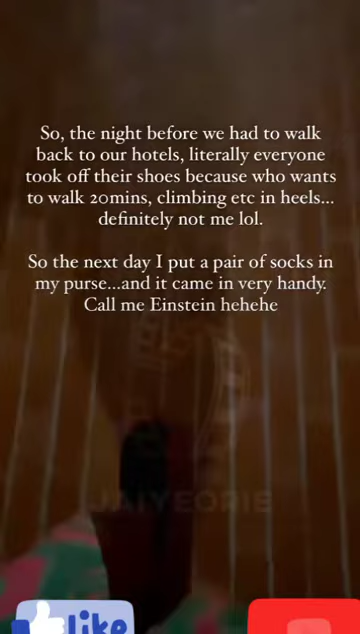 So, the night before we had to walk
back to our hotels, literally everyone
took off their shoes because who wants
to walk 20mins, climbing etc in heels...
definitely not me lol.
So the next day I put a pair of socks in
my purse...and it came in very handy.
Call me Einstein hehehe
JAIYEORIE
like